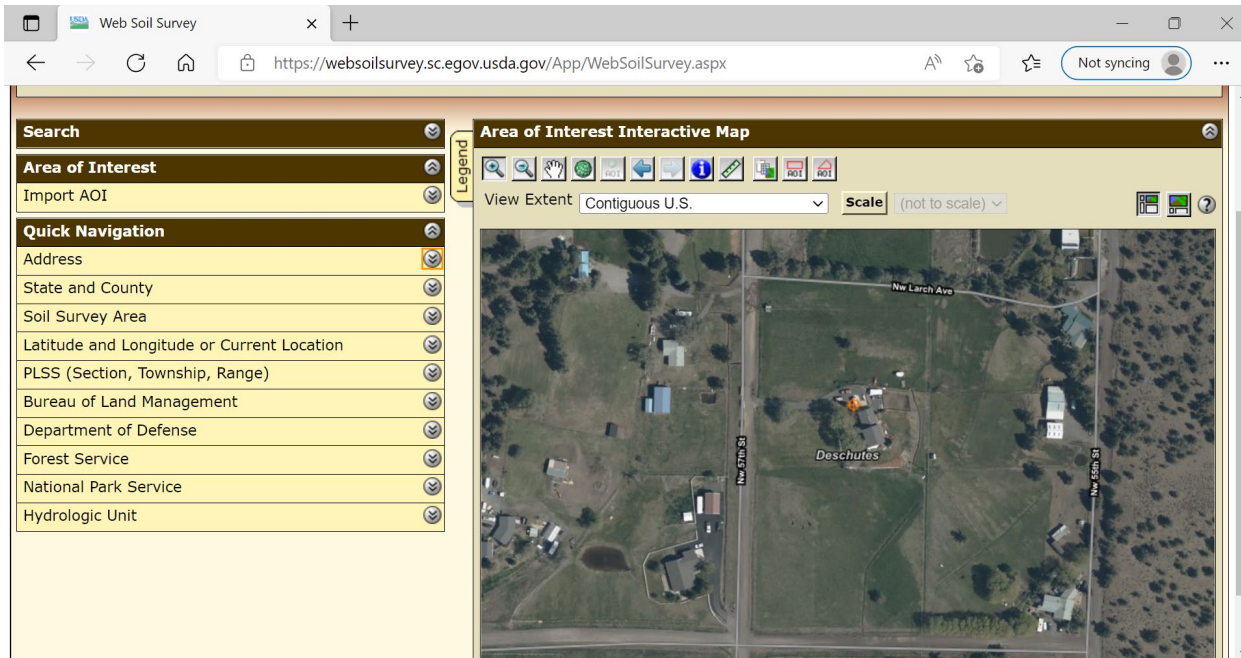 USDA
Web Soil Survey
https://websoilsurvey.sc.egov.usda.gov/App/WebSoilSurvey.aspx
Not syncing
Search
Area of Interest
Import AOI
Quick Navigation
Address
State and County
Soil Survey Area
Latitude and Longitude or Current Location
PLSS (Section, Township, Range)
Bureau of Land Management
Department of Defense
Forest Service
National Park Service
Hydrologic Unit
Legend
Area of Interest Interactive Map
AOI AOI AOI
View Extent Contiguous U.S. Scale (not to scale)
Nw Larch Ave
Deschutes
Nw 57th St
Nw 55th St